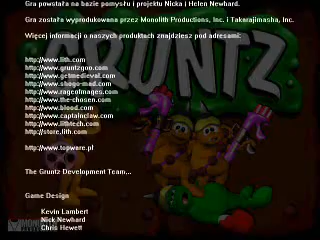 Gra powstała na bazie pomysłu i projektu Nicka i Helen Newhard.
Gra została wyprodukowana przez Monolith Productions, Inc. i Takarajimasha, Inc.
Więcej informacji o naszych produktach znajdziesz pod adresami:
http://www.lith.com
http://www.gruntzgoo.com
http://www.getmedieval.com
http://www.shogo-mad.com
http://www.rageofmages.com
http://www.the-chosen.com
http://www.blood.com
http://www.captainclaw.com
http://www.lithtech.com
http://store.lith.com
http://www.topware.pl
GRUNTZ
The Gruntz Development Team...
Game Design
Kevin Lambert
Nick Newhard
Chris Hewett